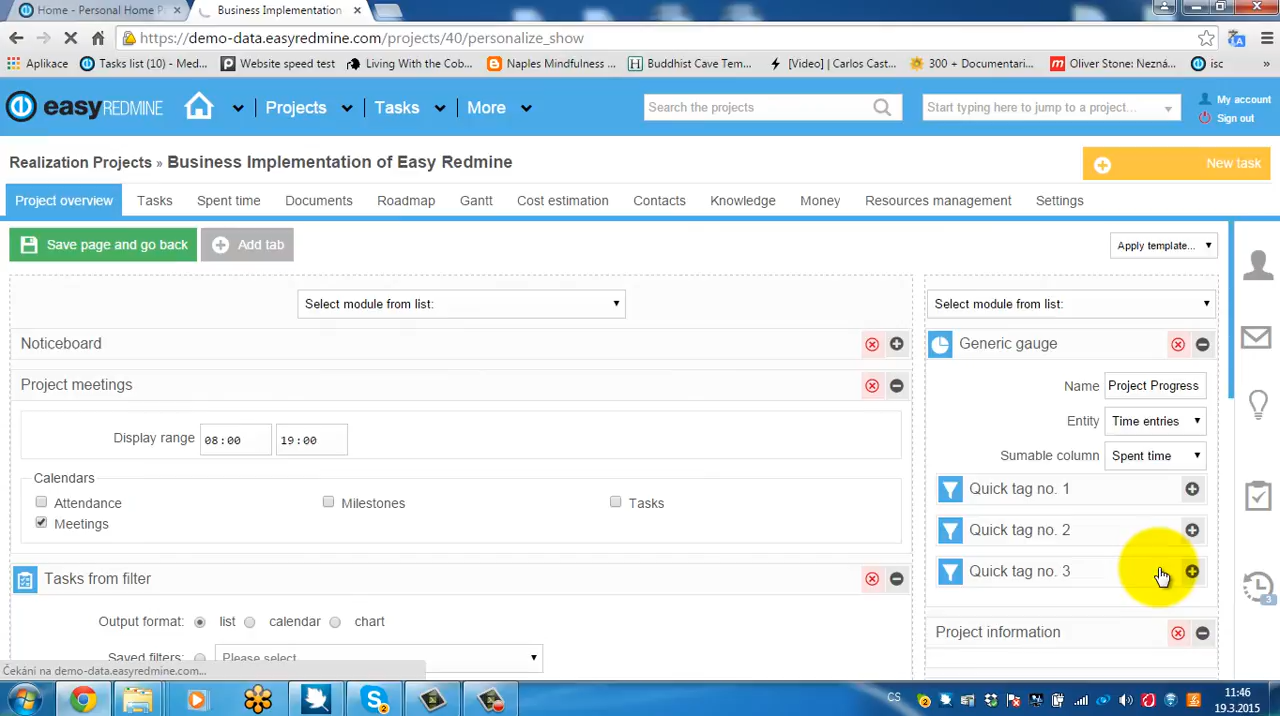 Home - Personal Home P
Business Implementation
https://demo-data.easyredmine.com/projects/40/personalize_show
Aplikace
Tasks list (10) - Med...
Website speed test
Living With the Cob...
Naples Mindfulness ...
Buddhist Cave Tem...
[Video] | Carlos Cast...
300 + Documentari...
Oliver Stone: Nezná...
isc
»
easyREDMINE
Projects
Tasks
More
Search the projects
Start typing here to jump to a project...
My account
Sign out
Realization Projects » Business Implementation of Easy Redmine
New task
Project overview
Tasks
Spent time
Documents
Roadmap
Gantt
Cost estimation
Contacts
Knowledge
Money
Resources management
Settings
Save page and go back
Add tab
Apply template...
Select module from list:
Select module from list:
Noticeboard
Generic gauge
Project meetings
Name Project Progress
Entity Time entries
Display range 08:00 19:00
Sumable column Spent time
Calendars
Quick tag no. 1
Attendance
Milestones
Tasks
Meetings
Quick tag no. 2
Quick tag no. 3
Tasks from filter
Output format: list calendar chart
Project information
Saved filters: Please select
Čekání na demo-data.easyredmine.com...
3
2
CS
2
11:46
19.3.2015